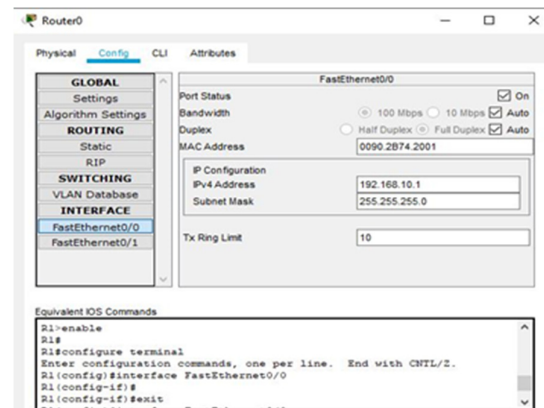 Router0
Physical Config CLI Attributes
GLOBAL
Settings
Algorithm Settings
ROUTING
Static
RIP
SWITCHING
VLAN Database
INTERFACE
FastEthernet0/0
FastEthernet0/1
FastEthernet0/0
Port Status On
Bandwidth 100 Mbps 10 Mbps Auto
Duplex Half Duplex Full Duplex Auto
MAC Address 0090.2B74.2001
IP Configuration
IPv4 Address 192.168.10.1
Subnet Mask 255.255.255.0
Tx Ring Limit 10
Equivalent IOS Commands
R1>enable
R1#
R1#configure terminal
Enter configuration commands, one per line. End with CNTL/Z.
R1(config)#interface FastEthernet0/0
R1(config-if)#
R1(config-if)#exit